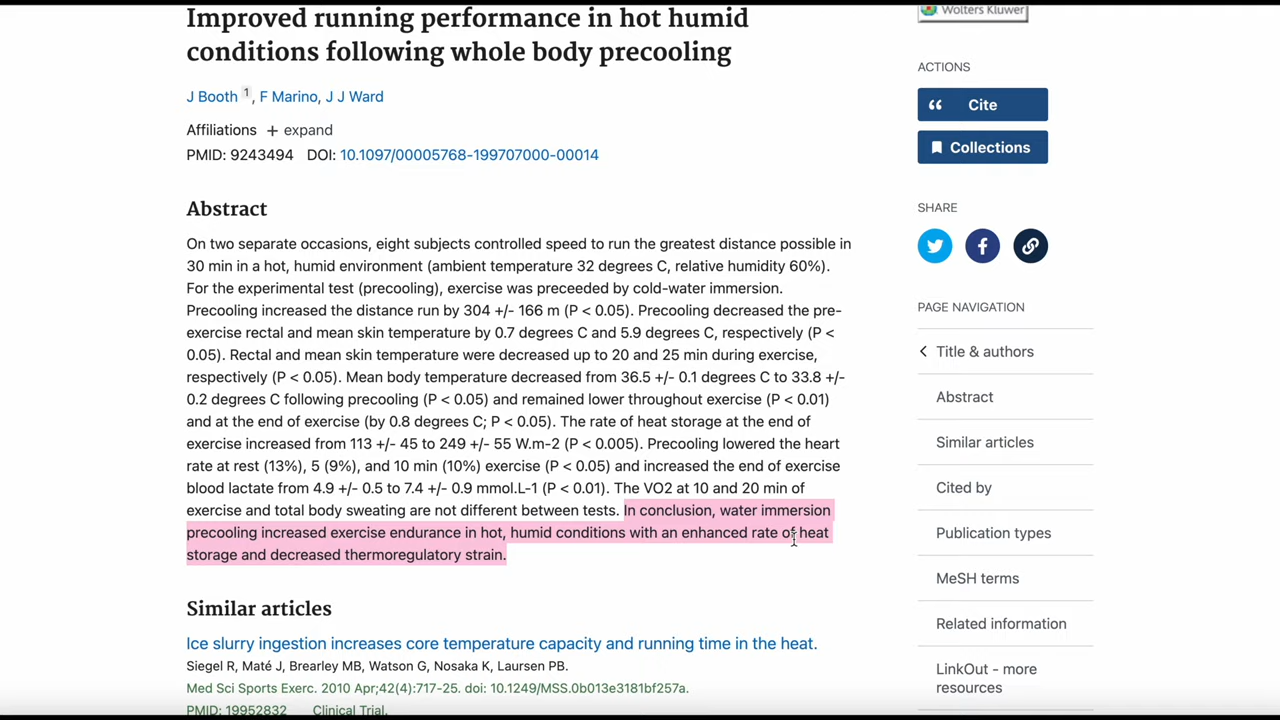 Improved running performance in hot humid
conditions following whole body precooling
J Booth 1, F Marino, J J Ward
Affiliations + expand
PMID: 9243494 DOI: 10.1097/00005768-199707000-00014
Abstract
On two separate occasions, eight subjects controlled speed to run the greatest distance possible in
30 min in a hot, humid environment (ambient temperature 32 degrees C, relative humidity 60%).
For the experimental test (precooling), exercise was preceeded by cold-water immersion.
Precooling increased the distance run by 304 +/- 166 m (P < 0.05). Precooling decreased the pre-
exercise rectal and mean skin temperature by 0.7 degrees C and 5.9 degrees C, respectively (P <
0.05). Rectal and mean skin temperature were decreased up to 20 and 25 min during exercise,
respectively (P < 0.05). Mean body temperature decreased from 36.5 +/- 0.1 degrees C to 33.8 +/-
0.2 degrees C following precooling (P < 0.05) and remained lower throughout exercise (P < 0.01)
and at the end of exercise (by 0.8 degrees C; P < 0.05). The rate of heat storage at the end of
exercise increased from 113 +/- 45 to 249 +/- 55 W.m-2 (P < 0.005). Precooling lowered the heart
rate at rest (13%), 5 (9%), and 10 min (10%) exercise (P < 0.05) and increased the end of exercise
blood lactate from 4.9 +/- 0.5 to 7.4 +/- 0.9 mmol.L-1 (P < 0.01). The VO2 at 10 and 20 min of
exercise and total body sweating are not different between tests. In conclusion, water immersion
precooling increased exercise endurance in hot, humid conditions with an enhanced rate of heat
storage and decreased thermoregulatory strain.
Similar articles
Ice slurry ingestion increases core temperature capacity and running time in the heat.
Siegel R, Maté J, Brearley MB, Watson G, Nosaka K, Laursen PB.
Med Sci Sports Exerc. 2010 Apr;42(4):717-25. doi: 10.1249/MSS.0b013e3181bf257a.
PMID: 19952832 Clinical Trial.
Wolters Kluwer
ACTIONS
Cite
Collections
SHARE
PAGE NAVIGATION
Title & authors
Abstract
Similar articles
Cited by
Publication types
MeSH terms
Related information
LinkOut - more
resources